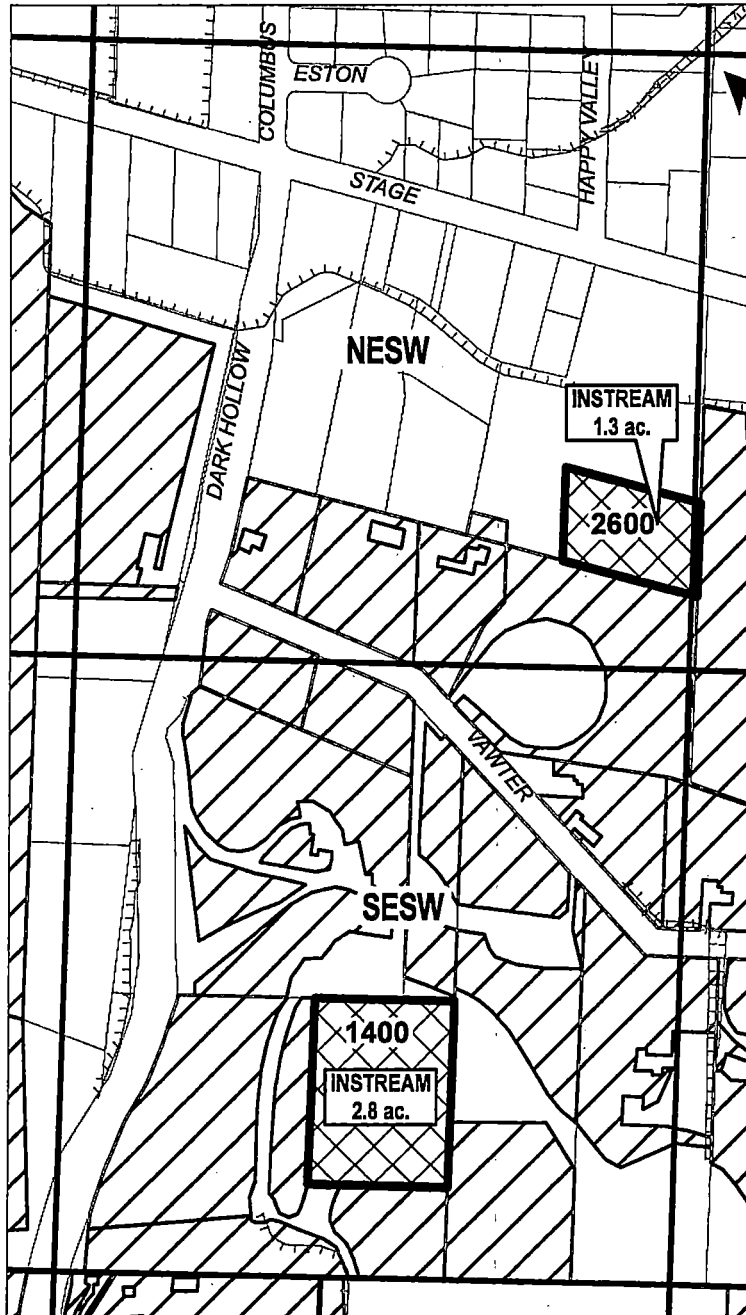 COLUMBUS
ESTON
HAPPY VALLEY
STAGE
NESW
DARK HOLLOW
INSTREAM
1.3 ac.
2600
VAWTER
SESW
1400
INSTREAM
2.8 ac.